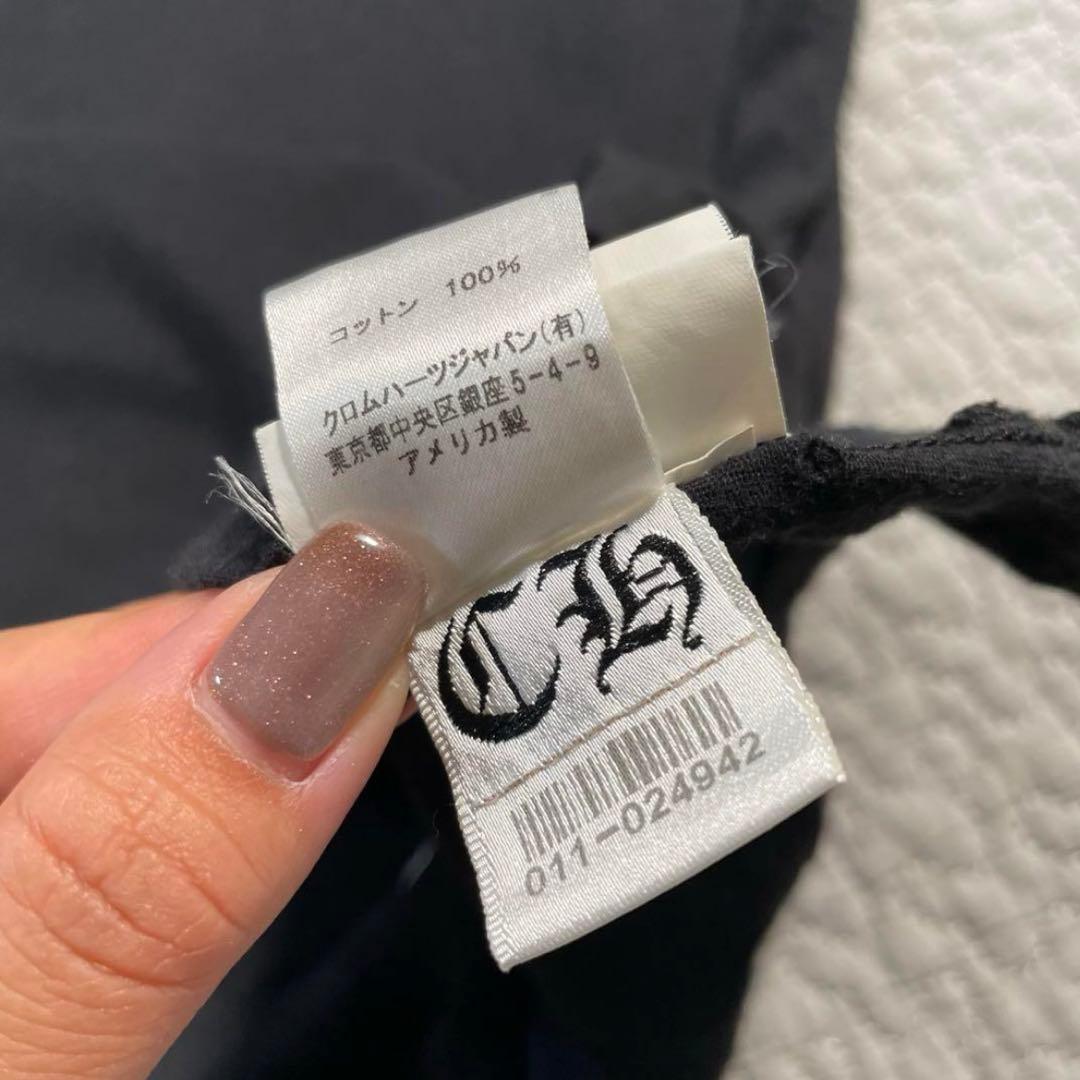 コットン 100%
クロムハーツジャパン(有)
東京都中央区銀座5-4-9
アメリカ製
CH
011-024942